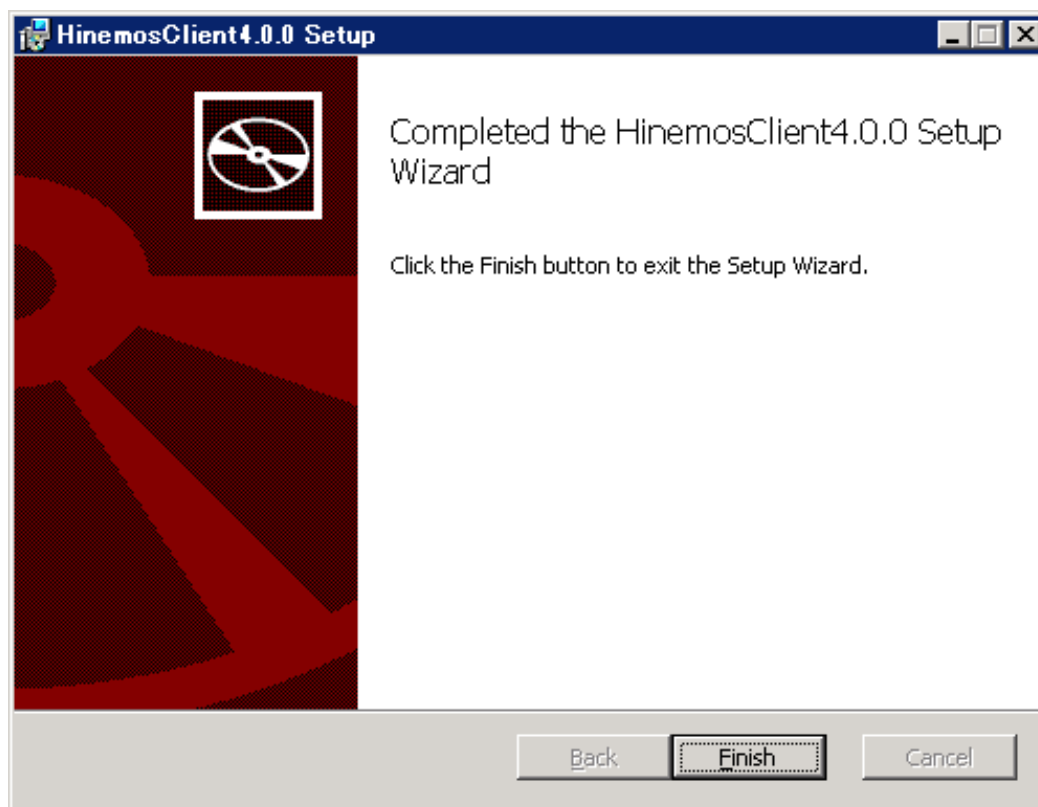 HinemosClient4.0.0 Setup
Completed the HinemosClient4.0.0 Setup
Wizard
Click the Finish button to exit the Setup Wizard.
Back
Finish
Cancel